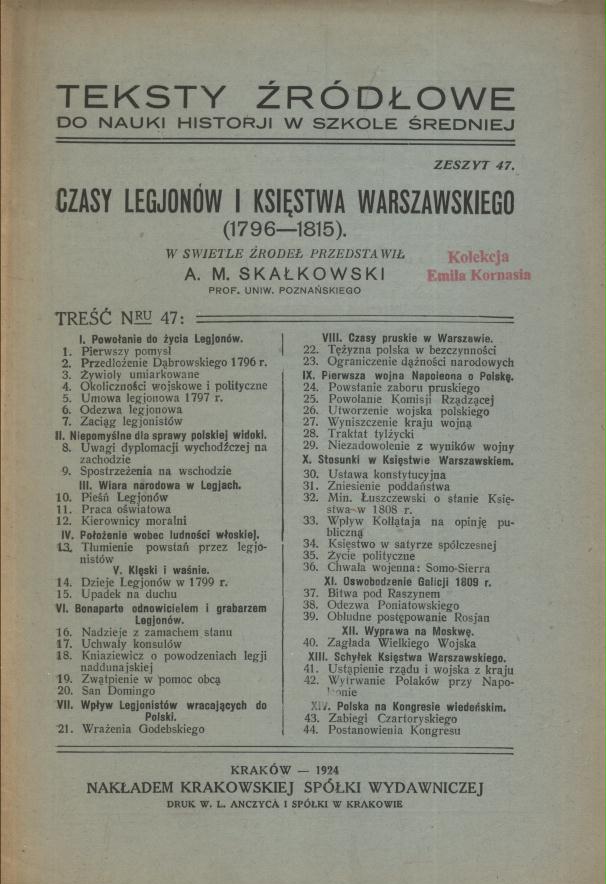 TEKSTY ŹRÓDŁOWE
DO NAUKI HISTORJI W SZKOLE ŚREDNIEJ
ZESZYT 47.
CZASY LEGJONÓW I KSIĘSTWA WARSZAWSKIEGO
(1796—1815).
W SWIETLE ŹRODEŁ PRZEDSTAWIŁ
A. M. SKAŁKOWSKI
PROF. UNIW. POZNAŃSKIEGO
Kolekcja
Emila Kornasia
TREŚĆ NRU 47:
I. Powołanie do życia Legjonów.
1. Pierwszy pomysł
2. Przedłożenie Dąbrowskiego 1796 r.
3. Żywioły umiarkowane
4. Okoliczności wojskowe i polityczne
5. Umowa legjonowa 1797 r.
6. Odezwa legjonowa
7. Zaciąg legjonistów
II. Niepomyślne dla sprawy polskiej widoki.
8. Uwagi dyplomacji wychodźczej na
zachodzie
9. Spostrzeżenia na wschodzie
III. Wiara narodowa w Legjach.
10. Pieśń Legjonów
11. Praca oświatowa
12. Kierownicy moralni
IV. Położenie wobec ludności włoskiej.
13. Tłumienie powstań przez legjo-
nistów
V. Klęski i waśnie.
14. Dzieje Legjonów w 1799 r.
15. Upadek na duchu
VI. Bonaparte odnowicielem i grabarzem
Legjonów.
16. Nadzieje z zamachem stanu
17. Uchwały konsulów
18. Kniaziewicz o powodzeniach legji
naddunajskiej
19. Zwątpienie w pomoc obcą
20. San Domingo
VII. Wpływ Legjonistów wracających do
Polski.
21. Wrażenia Godebskiego
VIII. Czasy pruskie w Warszawie.
22. Tężyzna polska w bezczynności
23. Ograniczenie dążności narodowych
IX. Pierwsza wojna Napoleona o Polskę.
24. Powstanie zaboru pruskiego
25. Powołanie Komisji Rządzącej
26. Utworzenie wojska polskiego
27. Wyniszczenie kraju wojną
28. Traktat tylżycki
29. Niezadowolenie z wyników wojny
X. Stosunki w Księstwie Warszawskiem.
30. Ustawa konstytucyjna
31. Zniesienie poddaństwa
32. Min. Łuszczewski o stanie Księ-
stwa w 1808 r.
33. Wpływ Kołłątaja na opinję pu-
bliczną
34. Księstwo w satyrze spółczesnej
35. Życie polityczne
36. Chwała wojenna: Somo-Sierra
XI. Oswobodzenie Galicji 1809 r.
37. Bitwa pod Raszynem
38. Odezwa Poniatowskiego
39. Obłudne postępowanie Rosjan
XII. Wyprawa na Moskwę.
40. Zagłada Wielkiego Wojska
XIII. Schyłek Księstwa Warszawskiego.
41. Ustąpienie rządu i wojska z kraju
42. Wytrwanie Polaków przy Napo-
leonie
XIV. Polska na Kongresie wiedeńskim.
43. Zabiegi Czartoryskiego
44. Postanowienia Kongresu
KRAKÓW — 1924
NAKŁADEM KRAKOWSKIEJ SPÓŁKI WYDAWNICZEJ
DRUK W. L. ANCZYCA I SPÓŁKI W KRAKOWIE